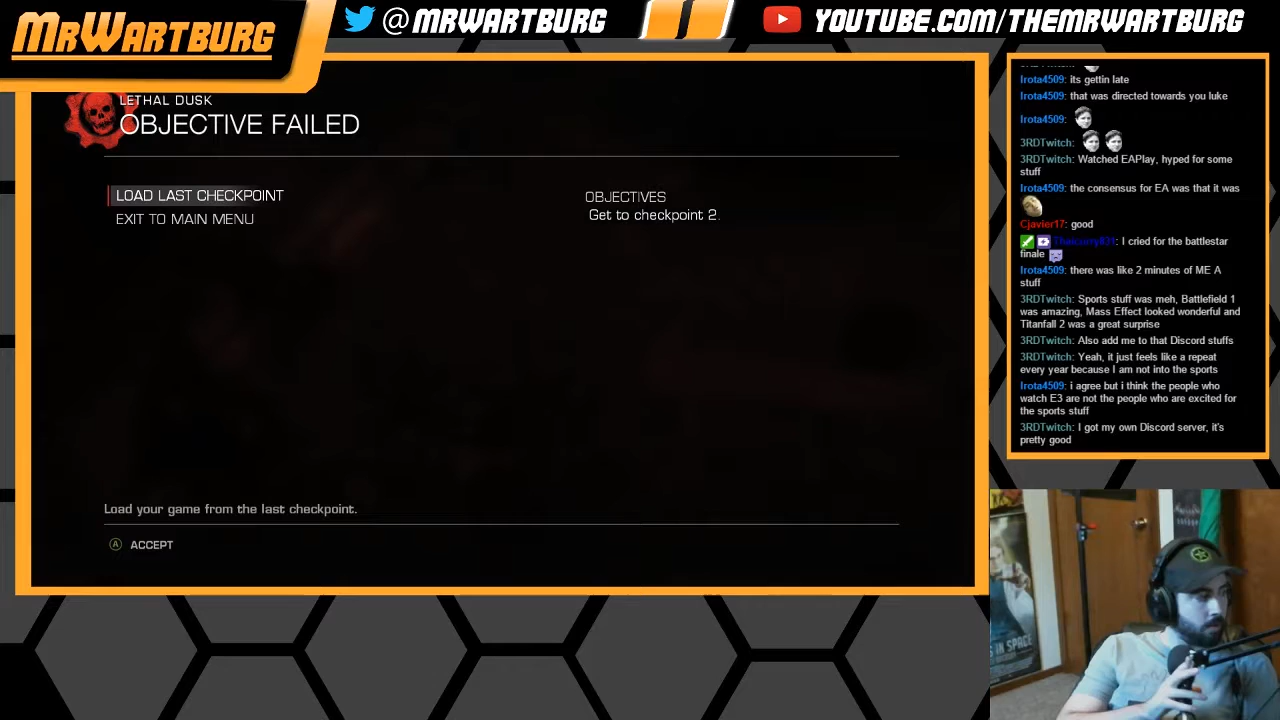 MRWARTBURG
@MRWARTBURG
YOUTUBE.COM/THEMRWARTBURG
LETHAL DUSK
OBJECTIVE FAILED
LOAD LAST CHECKPOINT
EXIT TO MAIN MENU
OBJECTIVES
Get to checkpoint 2.
Load your game from the last checkpoint.
A ACCEPT
Irota4509: its gettin late
Irota4509: that was directed towards you luke
Irota4509:
3RDTwitch:
3RDTwitch: Watched EAPlay, hyped for some
stuff
Irota4509: the consensus for EA was that it was
Cjavier17: good
: I cried for the battlestar
finale
Irota4509: there was like 2 minutes of ME A
stuff
3RDTwitch: Sports stuff was meh, Battlefield 1
was amazing, Mass Effect looked wonderful and
Titanfall 2 was a great surprise
3RDTwitch: Also add me to that Discord stuffs
3RDTwitch: Yeah, it just feels like a repeat
every year because I am not into the sports
Irota4509: i agree but i think the people who
watch E3 are not the people who are excited for
the sports stuff
3RDTwitch: I got my own Discord server, it's
pretty good
IN SPACE